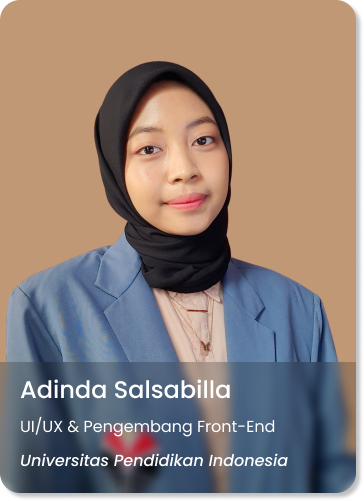 Adinda Salsabilla
UI/UX & Pengembang Front-End
Universitas Pendidikan Indonesia